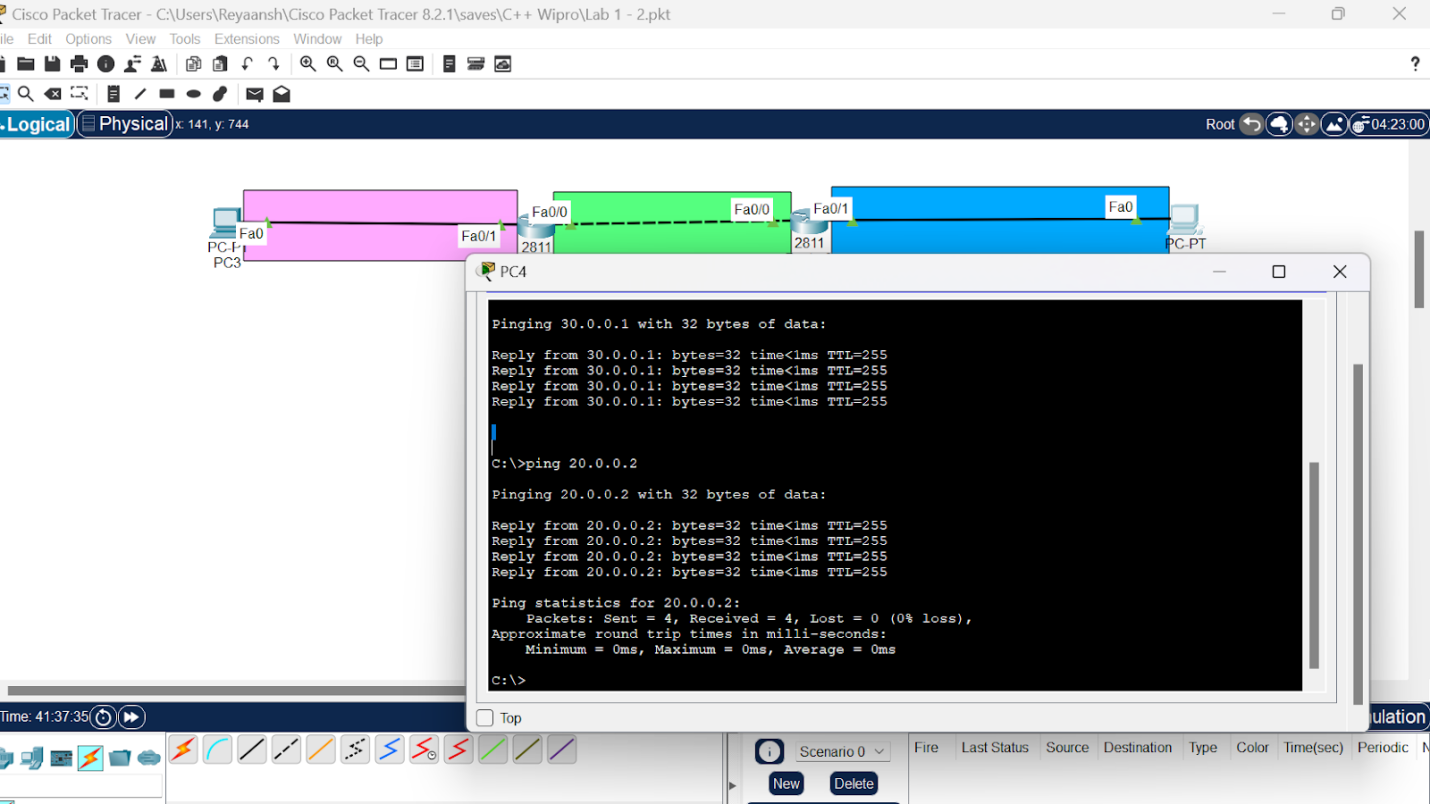 Cisco Packet Tracer - C:\Users\Reyaansh\Cisco Packet Tracer 8.2.1\saves\C++ Wipro\Lab 1 - 2.pkt
ile Edit Options View Tools Extensions Window Help
?
Logical Physical x: 141, y: 744 Root 04:23:00
Fa0 Fa0/1 Fa0/0 Fa0/0 Fa0/1 Fa0
PC-PT 2811 2811 PC-PT
PC3
PC4
Pinging 30.0.0.1 with 32 bytes of data:
Reply from 30.0.0.1: bytes=32 time<1ms TTL=255
Reply from 30.0.0.1: bytes=32 time<1ms TTL=255
Reply from 30.0.0.1: bytes=32 time<1ms TTL=255
Reply from 30.0.0.1: bytes=32 time<1ms TTL=255
C:\>ping 20.0.0.2
Pinging 20.0.0.2 with 32 bytes of data:
Reply from 20.0.0.2: bytes=32 time<1ms TTL=255
Reply from 20.0.0.2: bytes=32 time<1ms TTL=255
Reply from 20.0.0.2: bytes=32 time<1ms TTL=255
Reply from 20.0.0.2: bytes=32 time<1ms TTL=255
Ping statistics for 20.0.0.2:
Packets: Sent = 4, Received = 4, Lost = 0 (0% loss),
Approximate round trip times in milli-seconds:
Minimum = 0ms, Maximum = 0ms, Average = 0ms
C:\>
Top
Time: 41:37:35 ulation
Scenario 0 Fire Last Status Source Destination Type Color Time(sec) Periodic N
New Delete